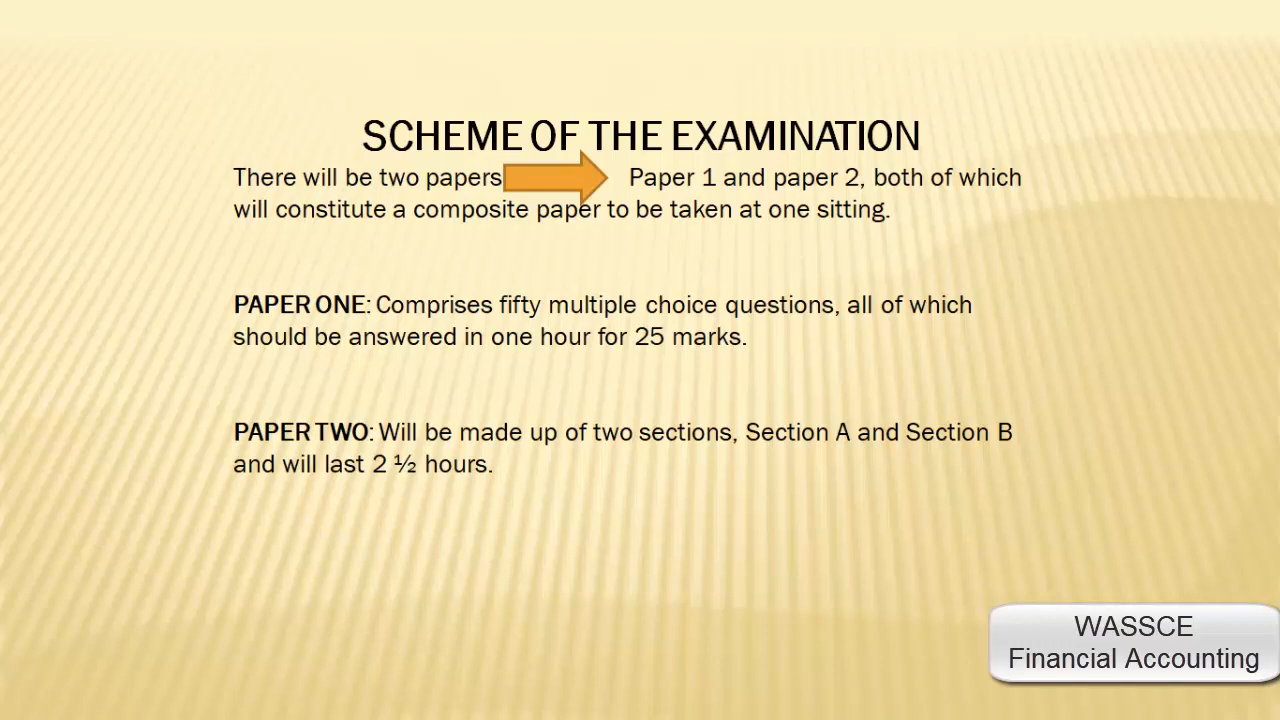 SCHEME OF THE EXAMINATION
There will be two papers Paper 1 and paper 2, both of which
will constitute a composite paper to be taken at one sitting.
PAPER ONE: Comprises fifty multiple choice questions, all of which
should be answered in one hour for 25 marks.
PAPER TWO: Will be made up of two sections, Section A and Section B
and will last 2 ½ hours.
WASSCE
Financial Accounting